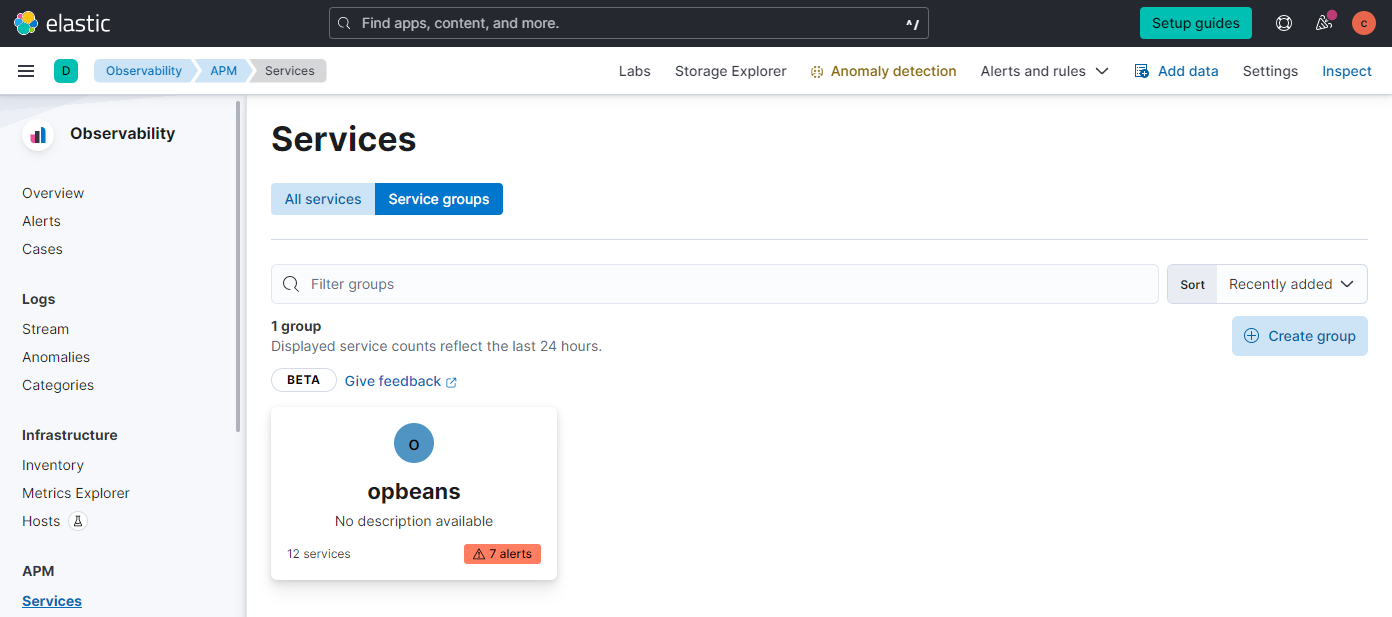 elastic
Find apps, content, and more.
^/
Setup guides
c
D
Observability
APM
Services
Labs
Storage Explorer
Anomaly detection
Alerts and rules
Add data
Settings
Inspect
Observability
Overview
Alerts
Cases
Logs
Stream
Anomalies
Categories
Infrastructure
Inventory
Metrics Explorer
Hosts
APM
Services
Services
All services
Service groups
Filter groups
Sort
Recently added
1 group
Displayed service counts reflect the last 24 hours.
Create group
BETA
Give feedback
o
opbeans
No description available
12 services
7 alerts